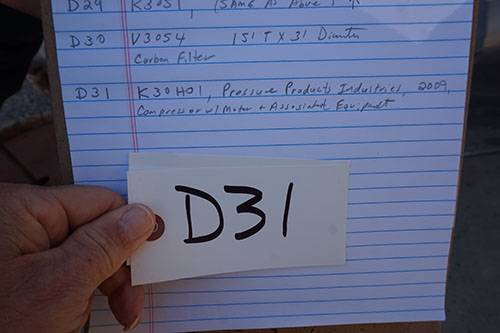 D29 K3051, (SAME AS Above)
D30 V3054 15' T X 3' Diameter
Carbon Filter
D31 K30H01, Pressure Products Industries, 2009,
Compressor w/ Motor + Associated Equipment
D31